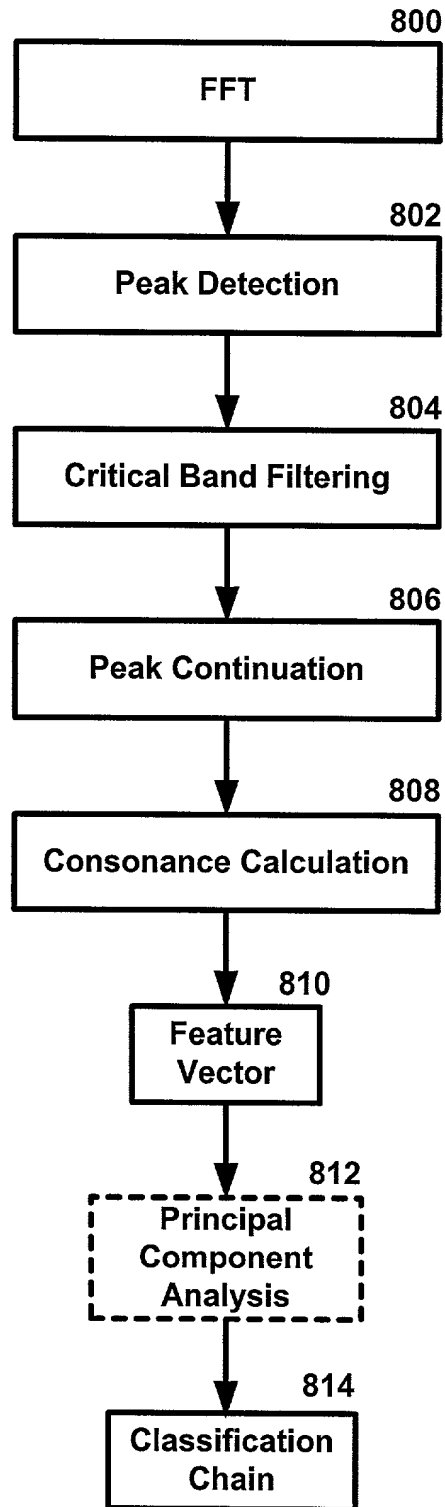 800
FFT
802
Peak Detection
804
Critical Band Filtering
806
Peak Continuation
808
Consonance Calculation
810
Feature
Vector
812
Principal
Component
Analysis
814
Classification
Chain